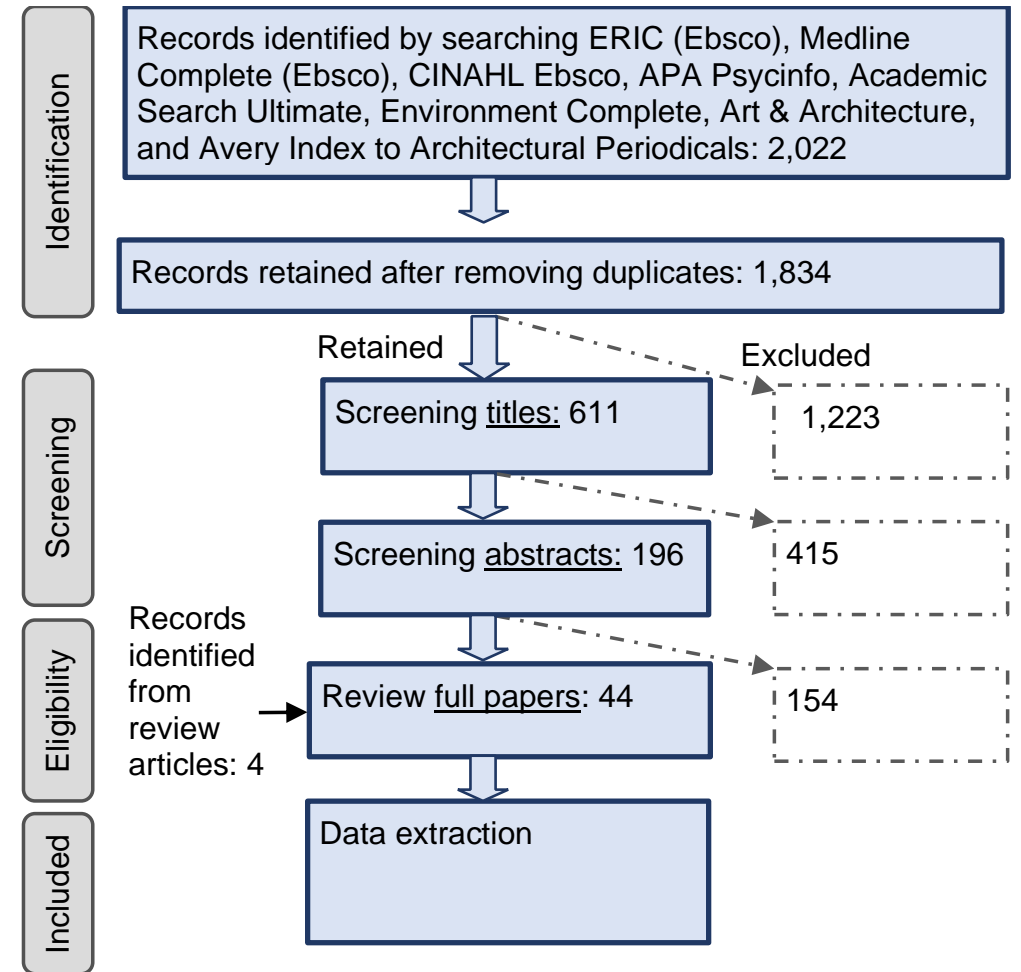 Identification
Records identified by searching ERIC (Ebsco), Medline
Complete (Ebsco), CINAHL Ebsco, APA Psycinfo, Academic
Search Ultimate, Environment Complete, Art & Architecture,
and Avery Index to Architectural Periodicals: 2,022
Records retained after removing duplicates: 1,834
Retained
Excluded
Screening
Screening titles: 611
1,223
Screening abstracts: 196
415
Eligibility
Records
identified
from
review
articles: 4
Review full papers: 44
154
Included
Data extraction